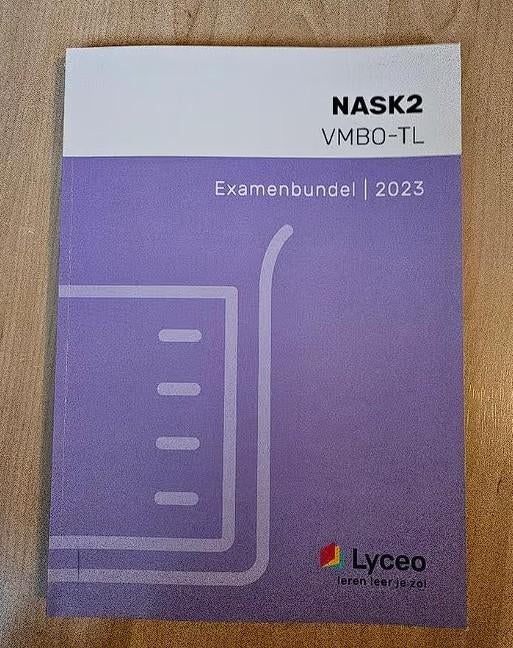 NASK2
VMBO-TL
Examenbundel | 2023
Lyceo
leren leer je zo!